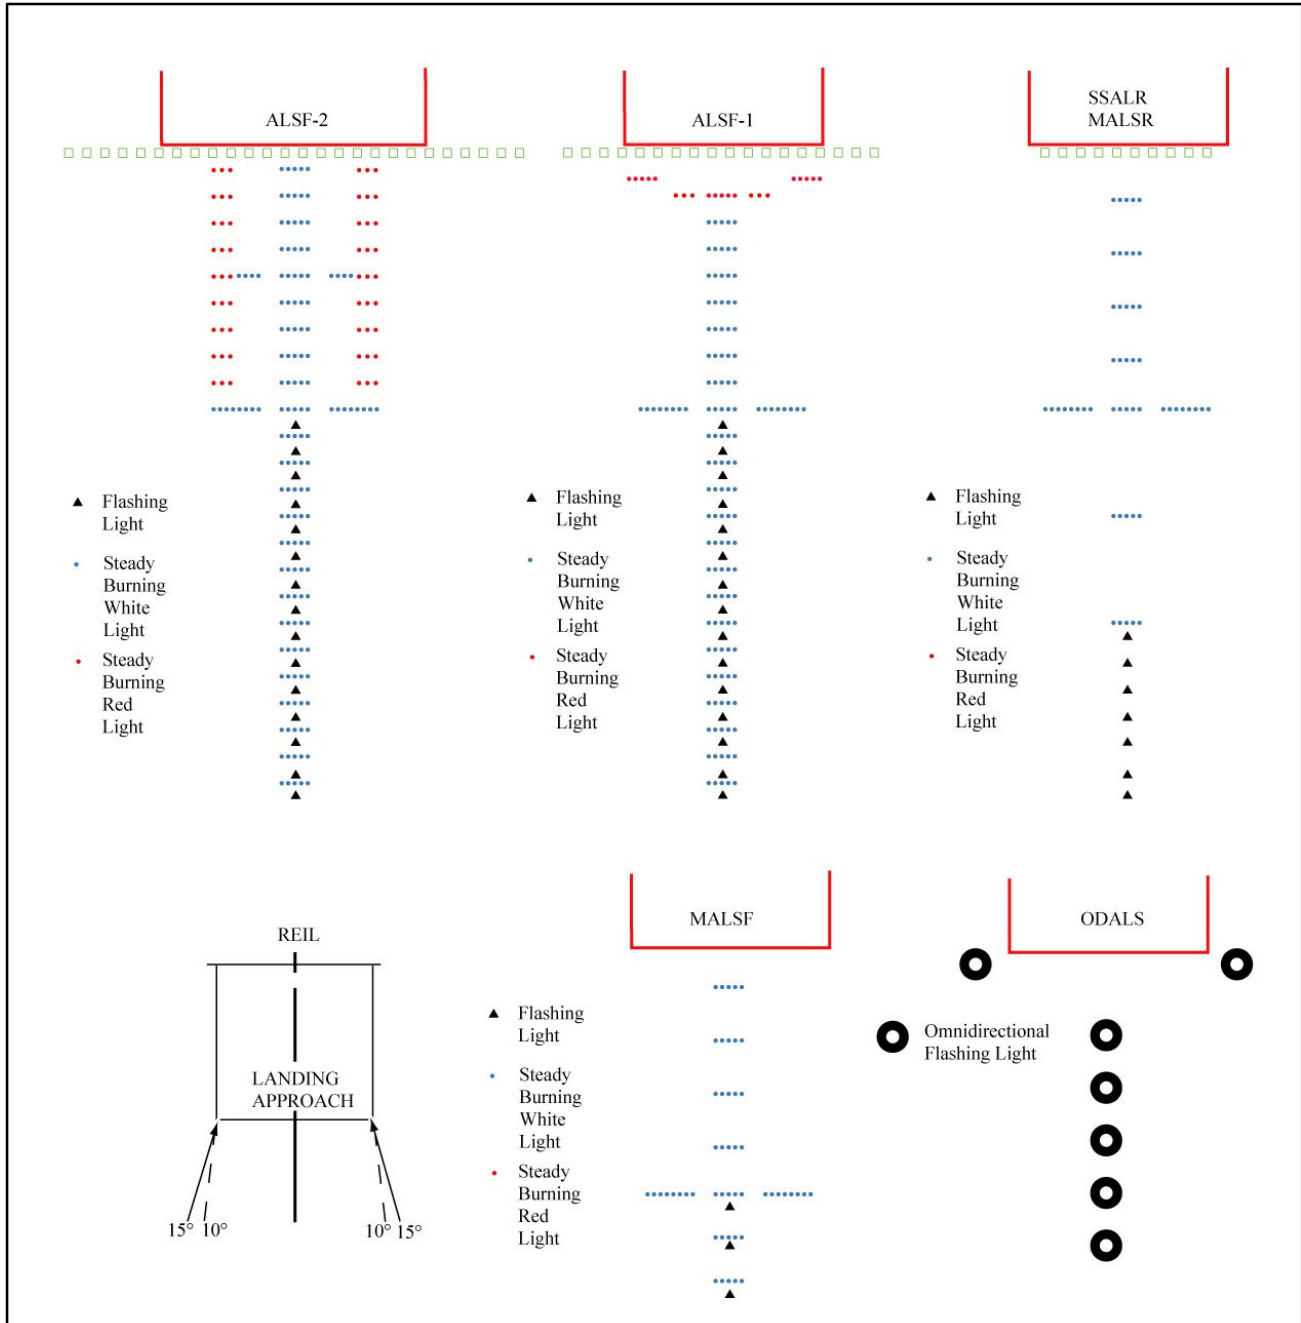 ALSF-2
Flashing
Light
Steady
Burning
White
Light
Steady
Burning
Red
Light
ALSF-1
Flashing
Light
Steady
Burning
White
Light
Steady
Burning
Red
Light
SSALR
MALSR
Flashing
Light
Steady
Burning
White
Light
Steady
Burning
Red
Light
REIL
LANDING
APPROACH
15° 10°
10° 15°
MALSF
Flashing
Light
Steady
Burning
White
Light
Steady
Burning
Red
Light
ODALS
Omnidirectional
Flashing Light